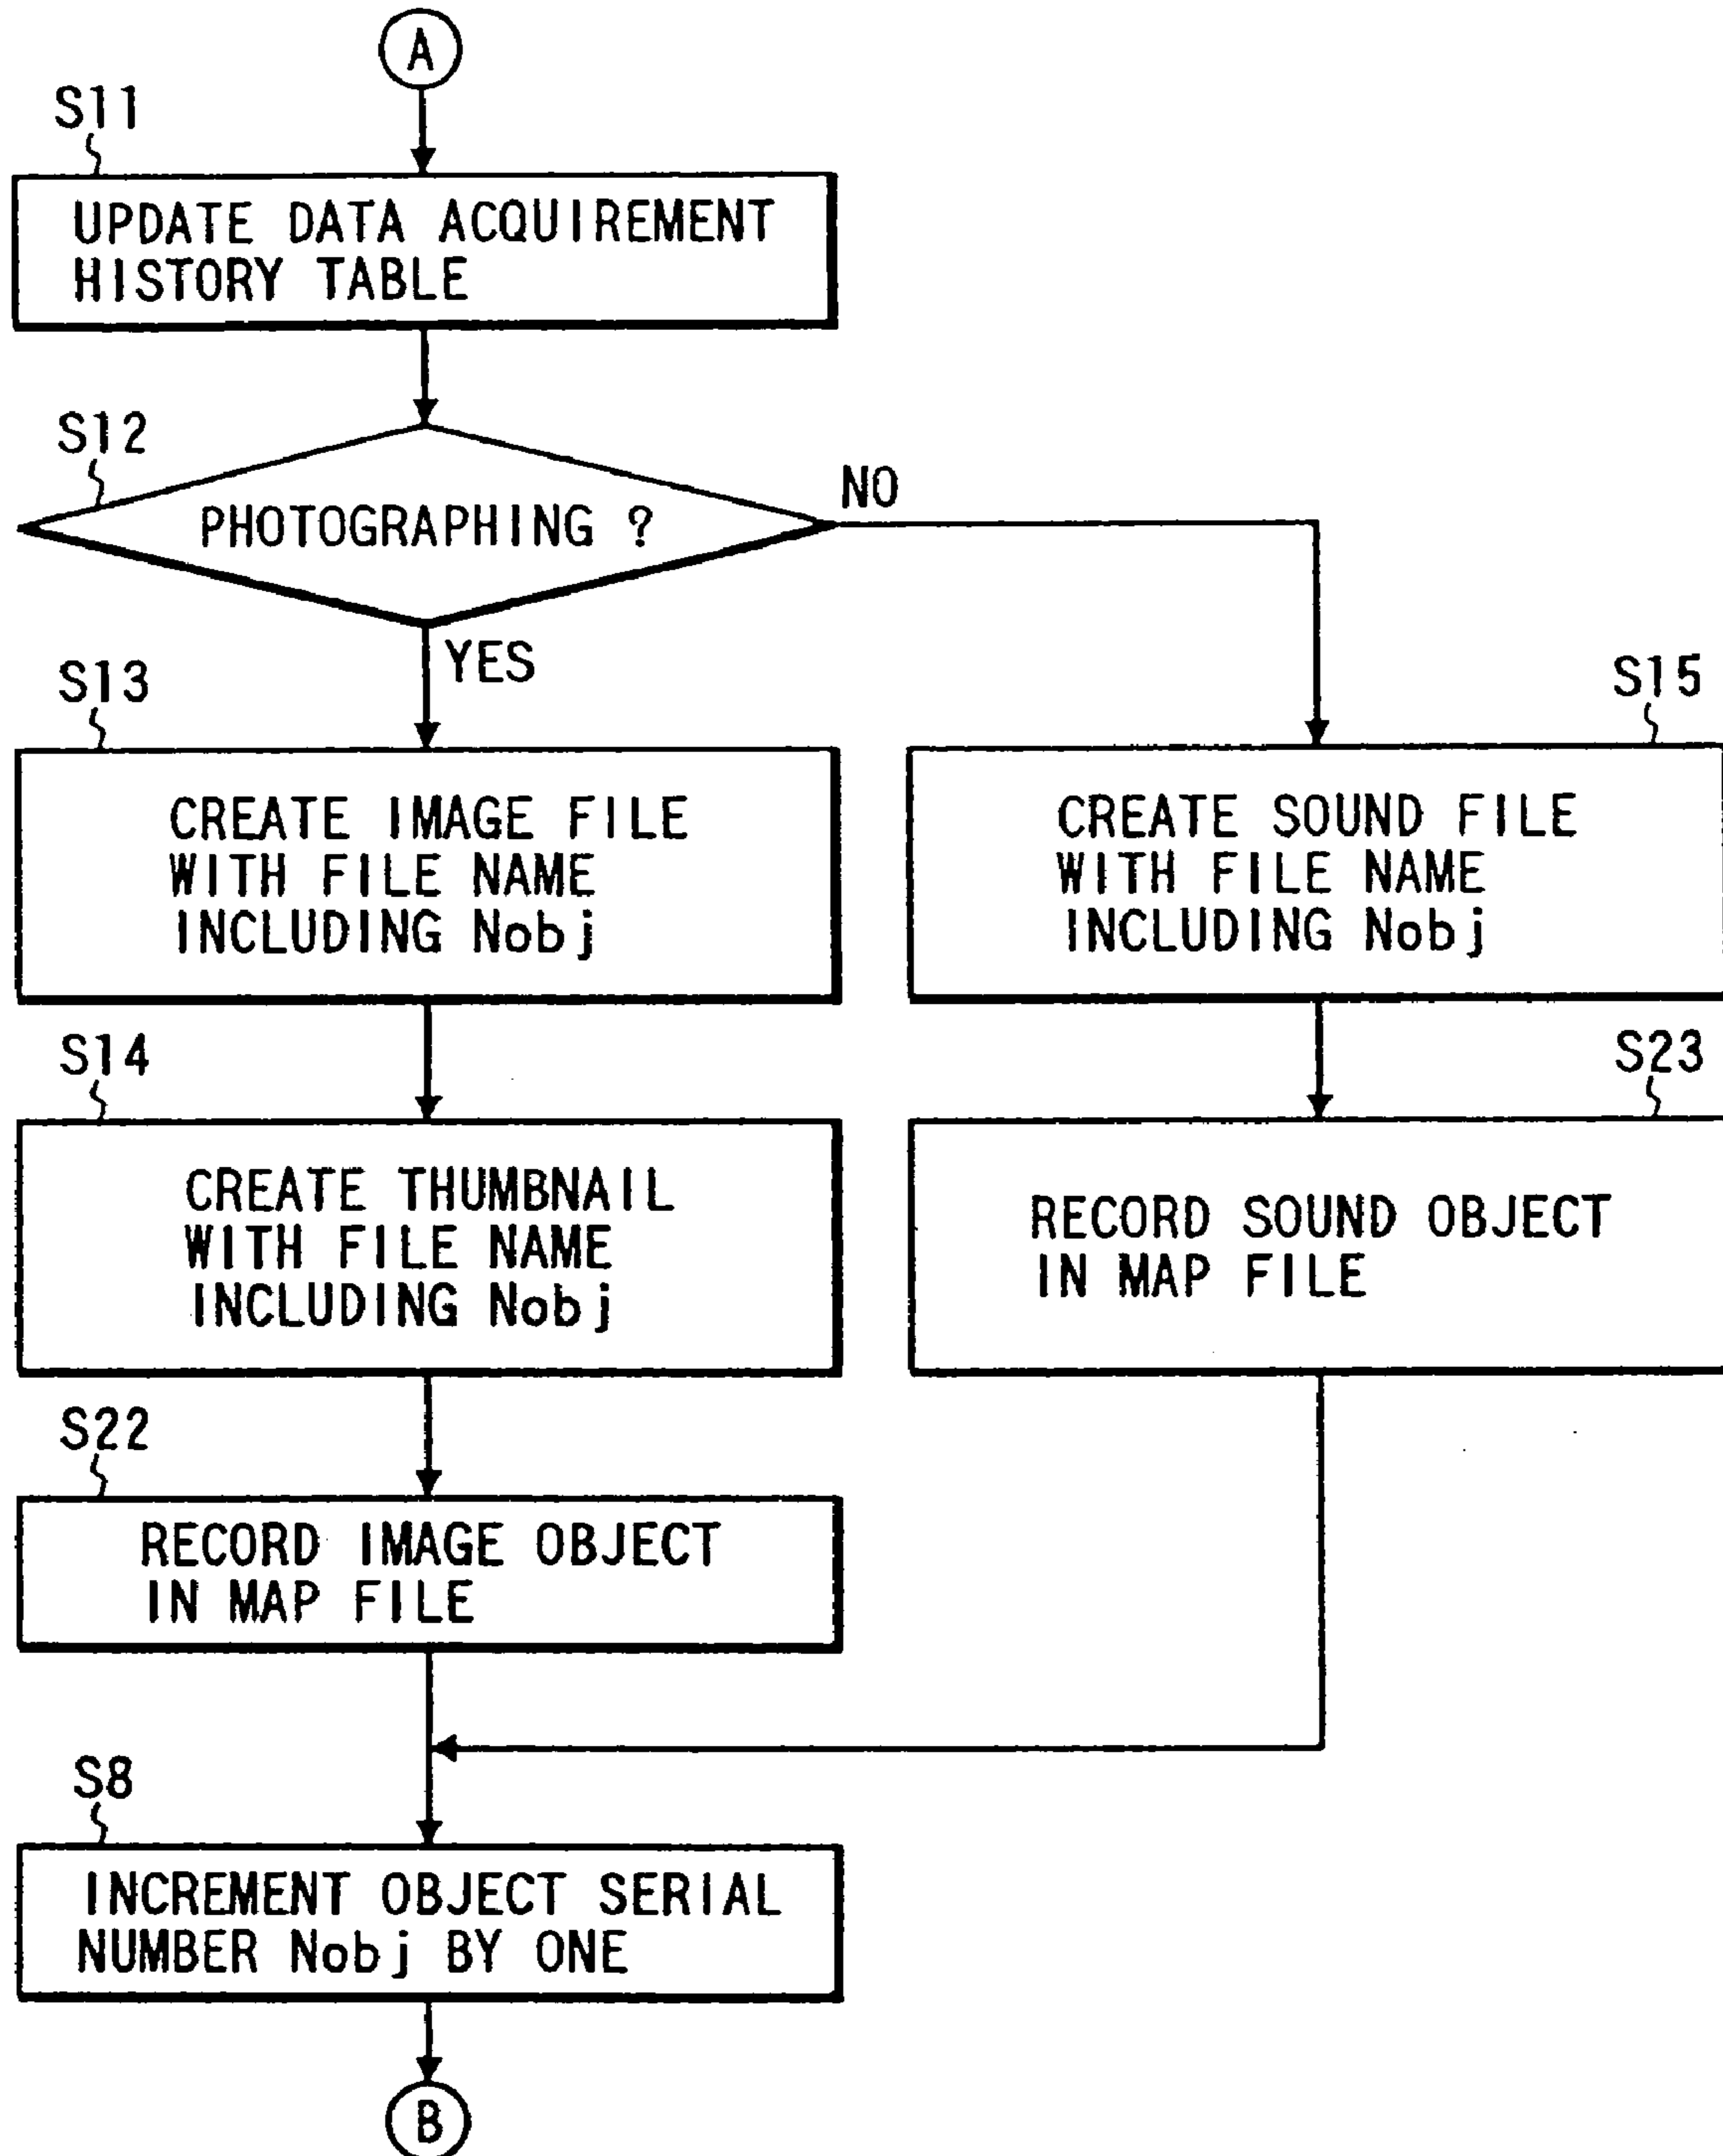 A
S11
UPDATE DATA ACQUIREMENT
HISTORY TABLE
S12
PHOTOGRAPHING ?
NO
YES
S13
CREATE IMAGE FILE
WITH FILE NAME
INCLUDING Nobj
S15
CREATE SOUND FILE
WITH FILE NAME
INCLUDING Nobj
S14
CREATE THUMBNAIL
WITH FILE NAME
INCLUDING Nobj
S23
RECORD SOUND OBJECT
IN MAP FILE
S22
RECORD IMAGE OBJECT
IN MAP FILE
S8
INCREMENT OBJECT SERIAL
NUMBER Nobj BY ONE
B